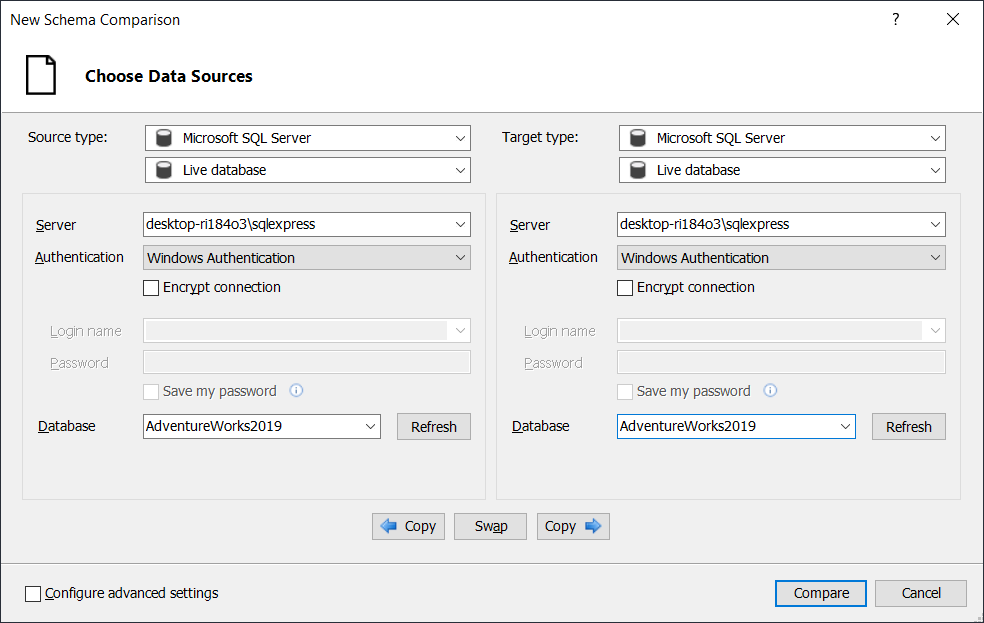 New Schema Comparison ?
Choose Data Sources
Source type: Microsoft SQL Server Target type: Microsoft SQL Server
Live database Live database
Server desktop-ri184o3\sqlexpress Server desktop-ri184o3\sqlexpress
Authentication Windows Authentication Authentication Windows Authentication
Encrypt connection Encrypt connection
Login name Login name
Password Password
Save my password Save my password
Database AdventureWorks2019 Refresh Database AdventureWorks2019 Refresh
Copy Swap Copy
Configure advanced settings Compare Cancel